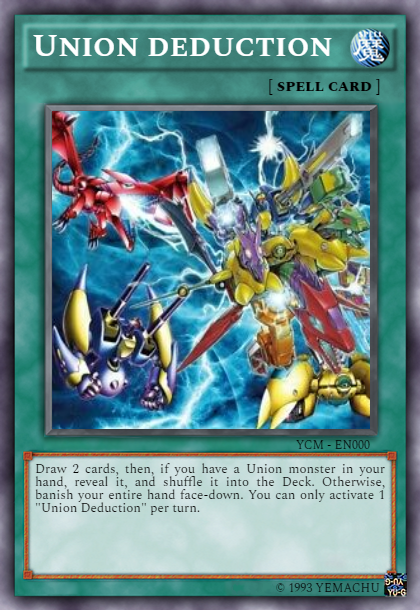 UNION DEDUCTION
魔
[ SPELL CARD ]
YCM - EN000
Draw 2 cards, then, if you have a Union monster in your
hand, reveal it, and shuffle it into the Deck. Otherwise,
banish your entire hand face-down. You can only activate 1
"Union Deduction" per turn.
© 1993 YEMACHU